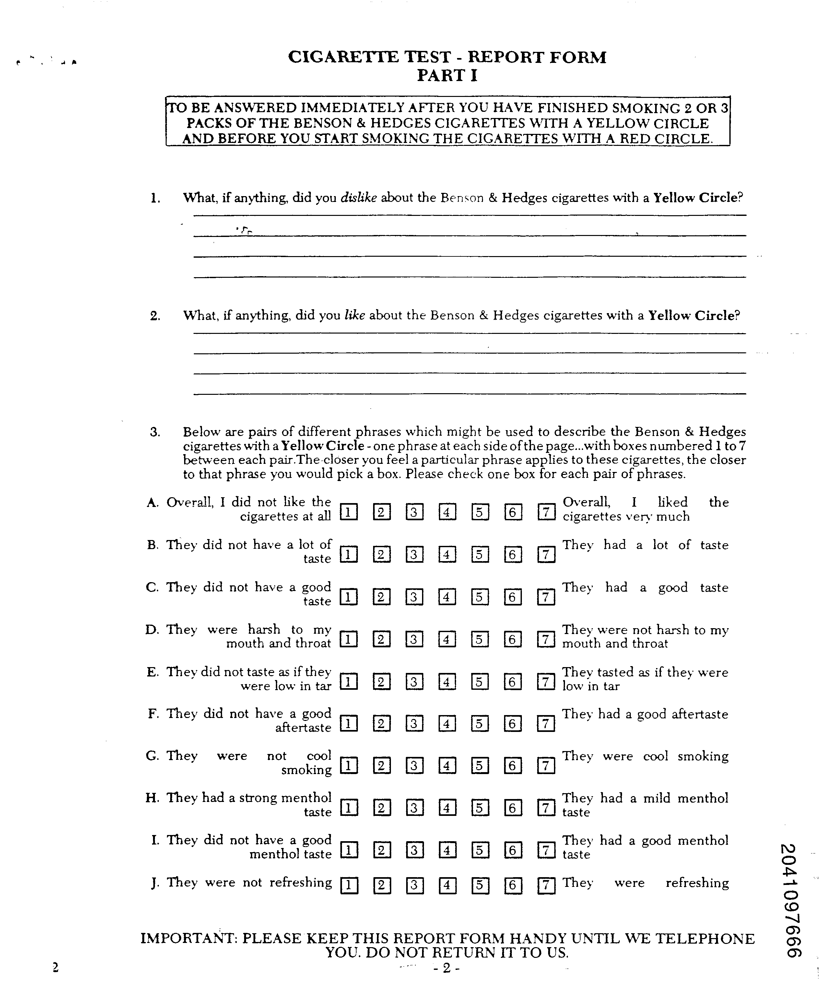 CIGARETTE TEST - REPORT FORM
PART I
TO BE ANSWERED IMMEDIATELY AFTER YOU HAVE FINISHED SMOKING 2 OR 3
PACKS OF THE BENSON & HEDGES CIGARETTES WITH A YELLOW CIRCLE
AND BEFORE YOU START SMOKING THE CIGARETTES WITH A RED CIRCLE.
1. What, if anything, did you dislike about the Benson & Hedges cigarettes with a Yellow Circle?
2. What, if anything, did you like about the Benson & Hedges cigarettes with a Yellow Circle?
3. Below are pairs of different phrases which might be used to describe the Benson & Hedges
cigarettes with a Yellow Circle - one phrase at each side of the page...with boxes numbered 1 to 7
between each pair. The closer you feel a particular phrase applies to these cigarettes, the closer
to that phrase you would pick a box. Please check one box for each pair of phrases.
A. Overall, I did not like the
cigarettes at all 1 2 3 4 5 6 7 Overall, I liked the
cigarettes very much
B. They did not have a lot of
taste 1 2 3 4 5 6 7 They had a lot of taste
C. They did not have a good
taste 1 2 3 4 5 6 7 They had a good taste
D. They were harsh to my
mouth and throat 1 2 3 4 5 6 7 They were not harsh to my
mouth and throat
E. They did not taste as if they
were low in tar 1 2 3 4 5 6 7 They tasted as if they were
low in tar
F. They did not have a good
aftertaste 1 2 3 4 5 6 7 They had a good aftertaste
G. They were not cool
smoking 1 2 3 4 5 6 7 They were cool smoking
H. They had a strong menthol
taste 1 2 3 4 5 6 7 They had a mild menthol
taste
I. They did not have a good
menthol taste 1 2 3 4 5 6 7 They had a good menthol
taste
J. They were not refreshing 1 2 3 4 5 6 7 They were refreshing
IMPORTANT: PLEASE KEEP THIS REPORT FORM HANDY UNTIL WE TELEPHONE
YOU. DO NOT RETURN IT TO US.
- 2 -
2
2041097666